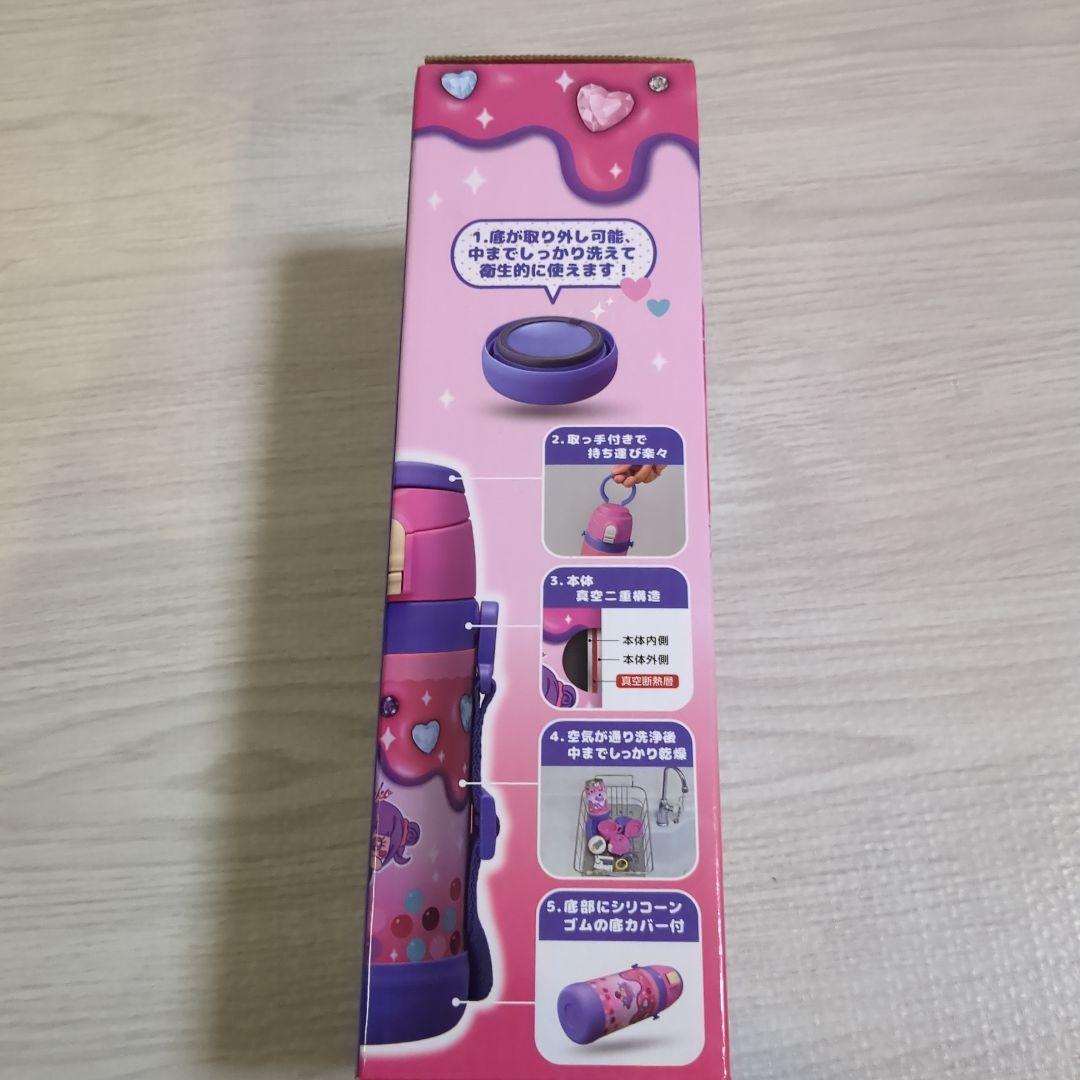 1.底が取り外し可能、
中までしっかり洗えて
衛生的に使えます!
2.取っ手付きで
持ち運び楽々
3.本体
真空二重構造
本体内側
本体外側
真空断熱層
4.空気が通り洗浄後
中までしっかり乾燥
5.底部にシリコーン
ゴムの底カバー付